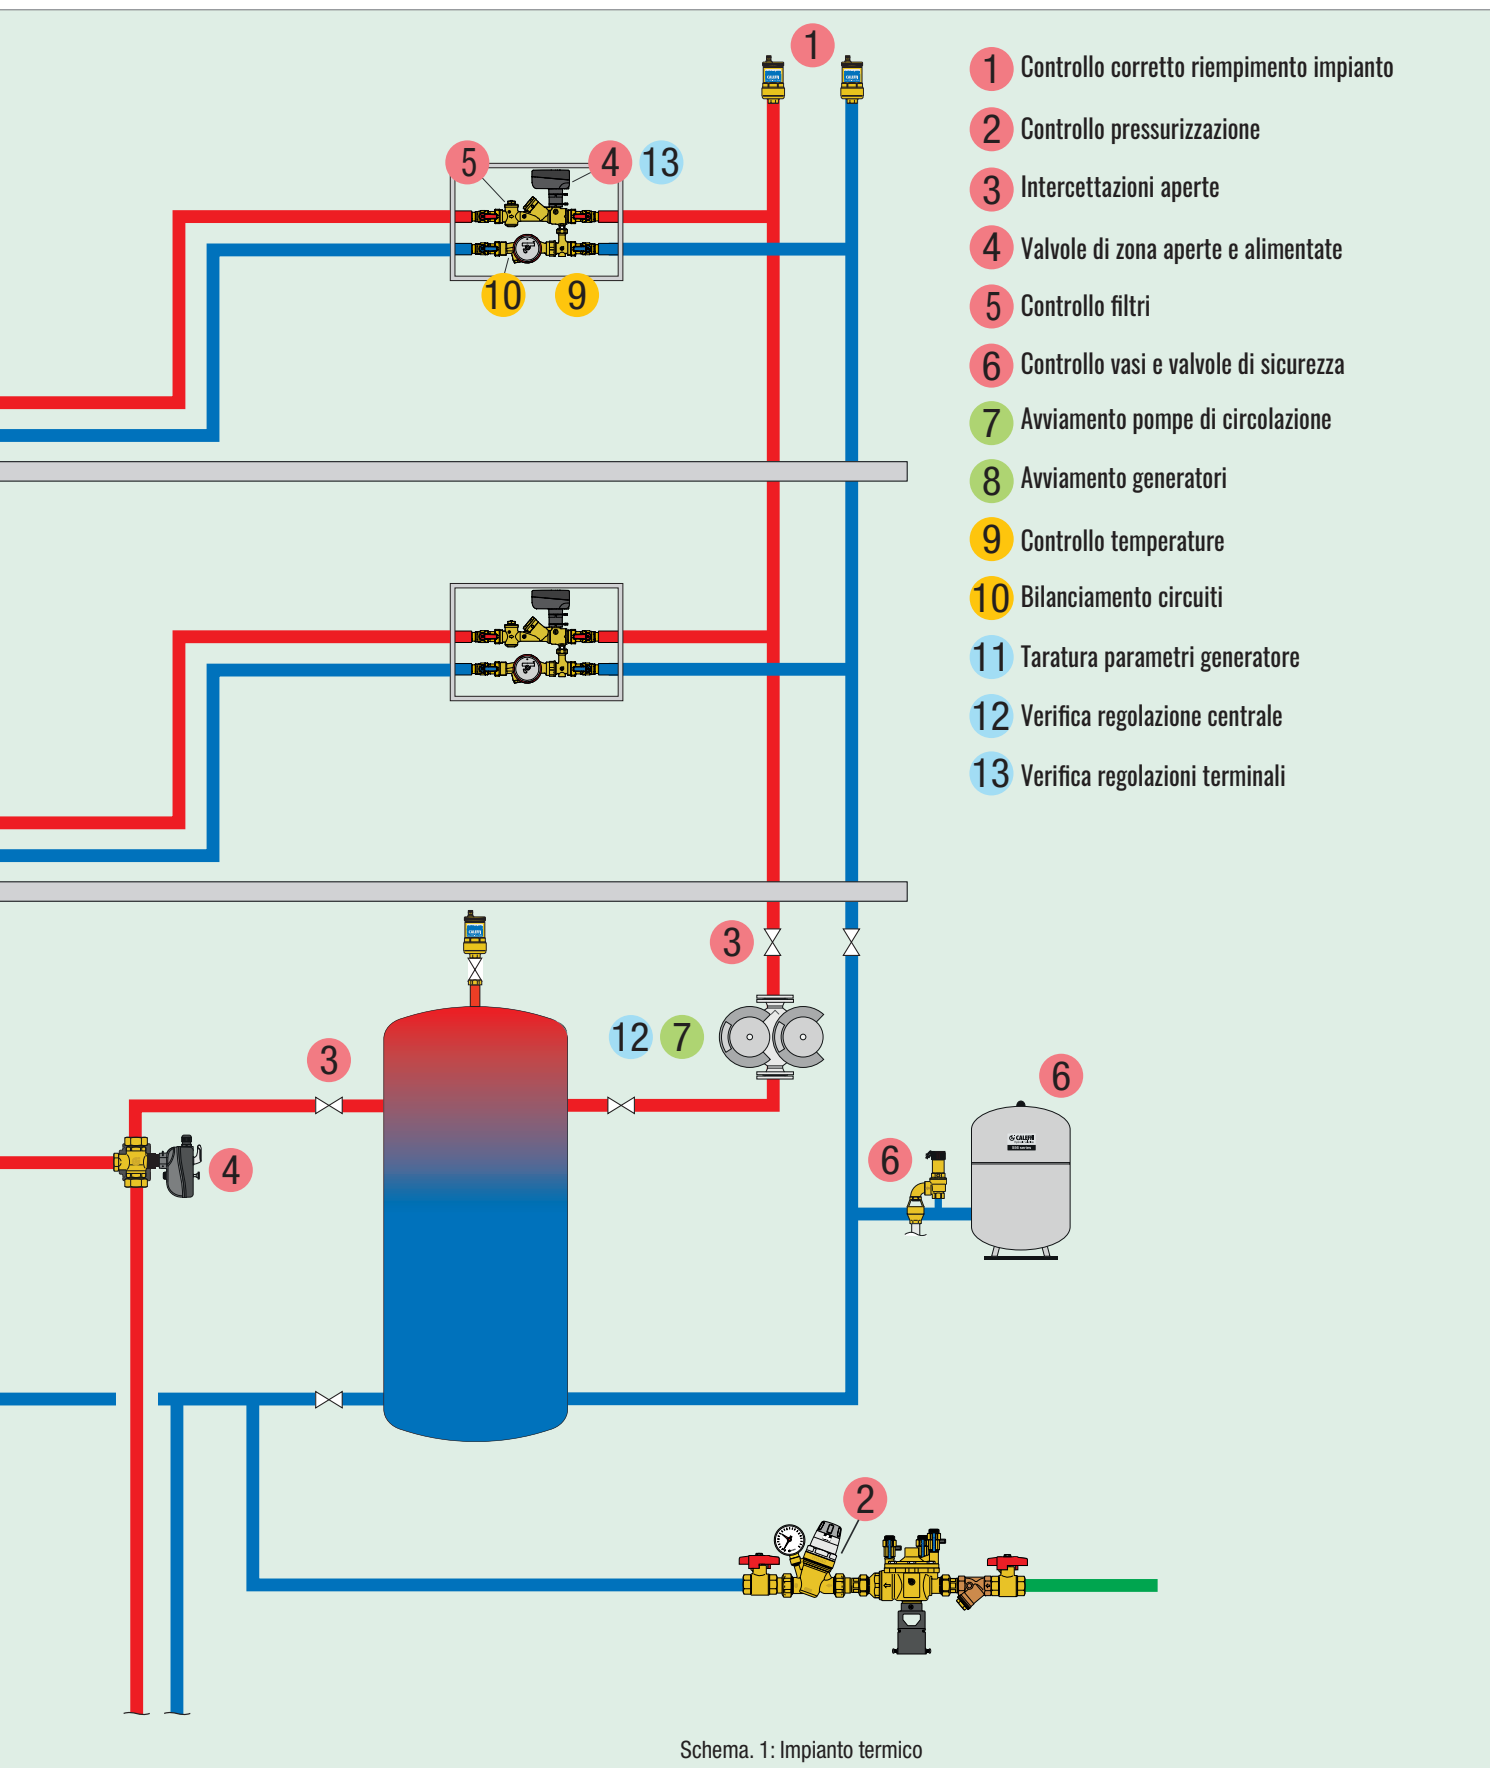 1
1 Controllo corretto riempimento impianto
2 Controllo pressurizzazione
5
4
13
3 Intercettazioni aperte
4 Valvole di zona aperte e alimentate
10
9
5 Controllo filtri
6 Controllo vasi e valvole di sicurezza
7 Avviamento pompe di circolazione
8 Avviamento generatori
9 Controllo temperature
10 Bilanciamento circuiti
11 Taratura parametri generatore
12 Verifica regolazione centrale
13 Verifica regolazioni terminali
CALEFFI
3
12
7
3
6
CALEFFI
6
4
2
Schema. 1: Impianto termico